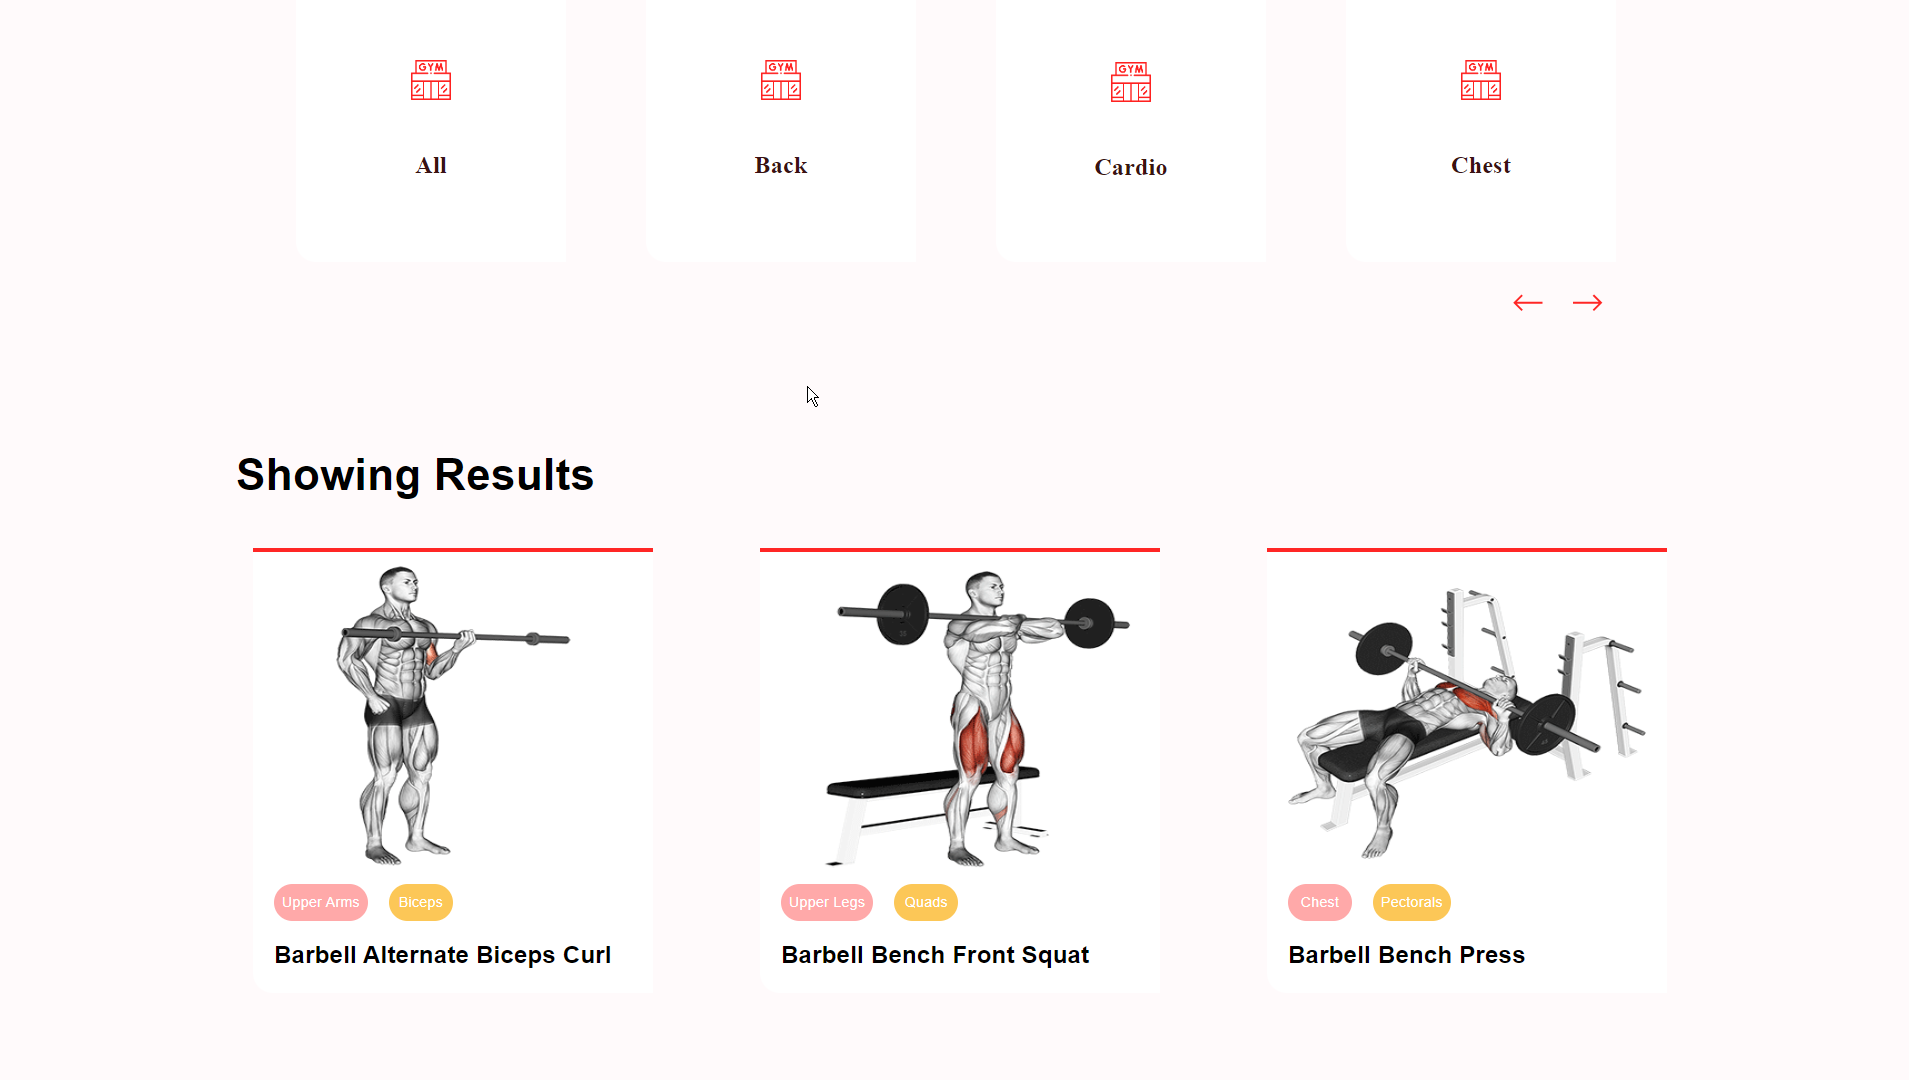 GYM GYM GYM GYM
All Back Cardio Chest
Showing Results
Upper Arms Biceps Upper Legs Quads Chest Pectorals
Barbell Alternate Biceps Curl Barbell Bench Front Squat Barbell Bench Press